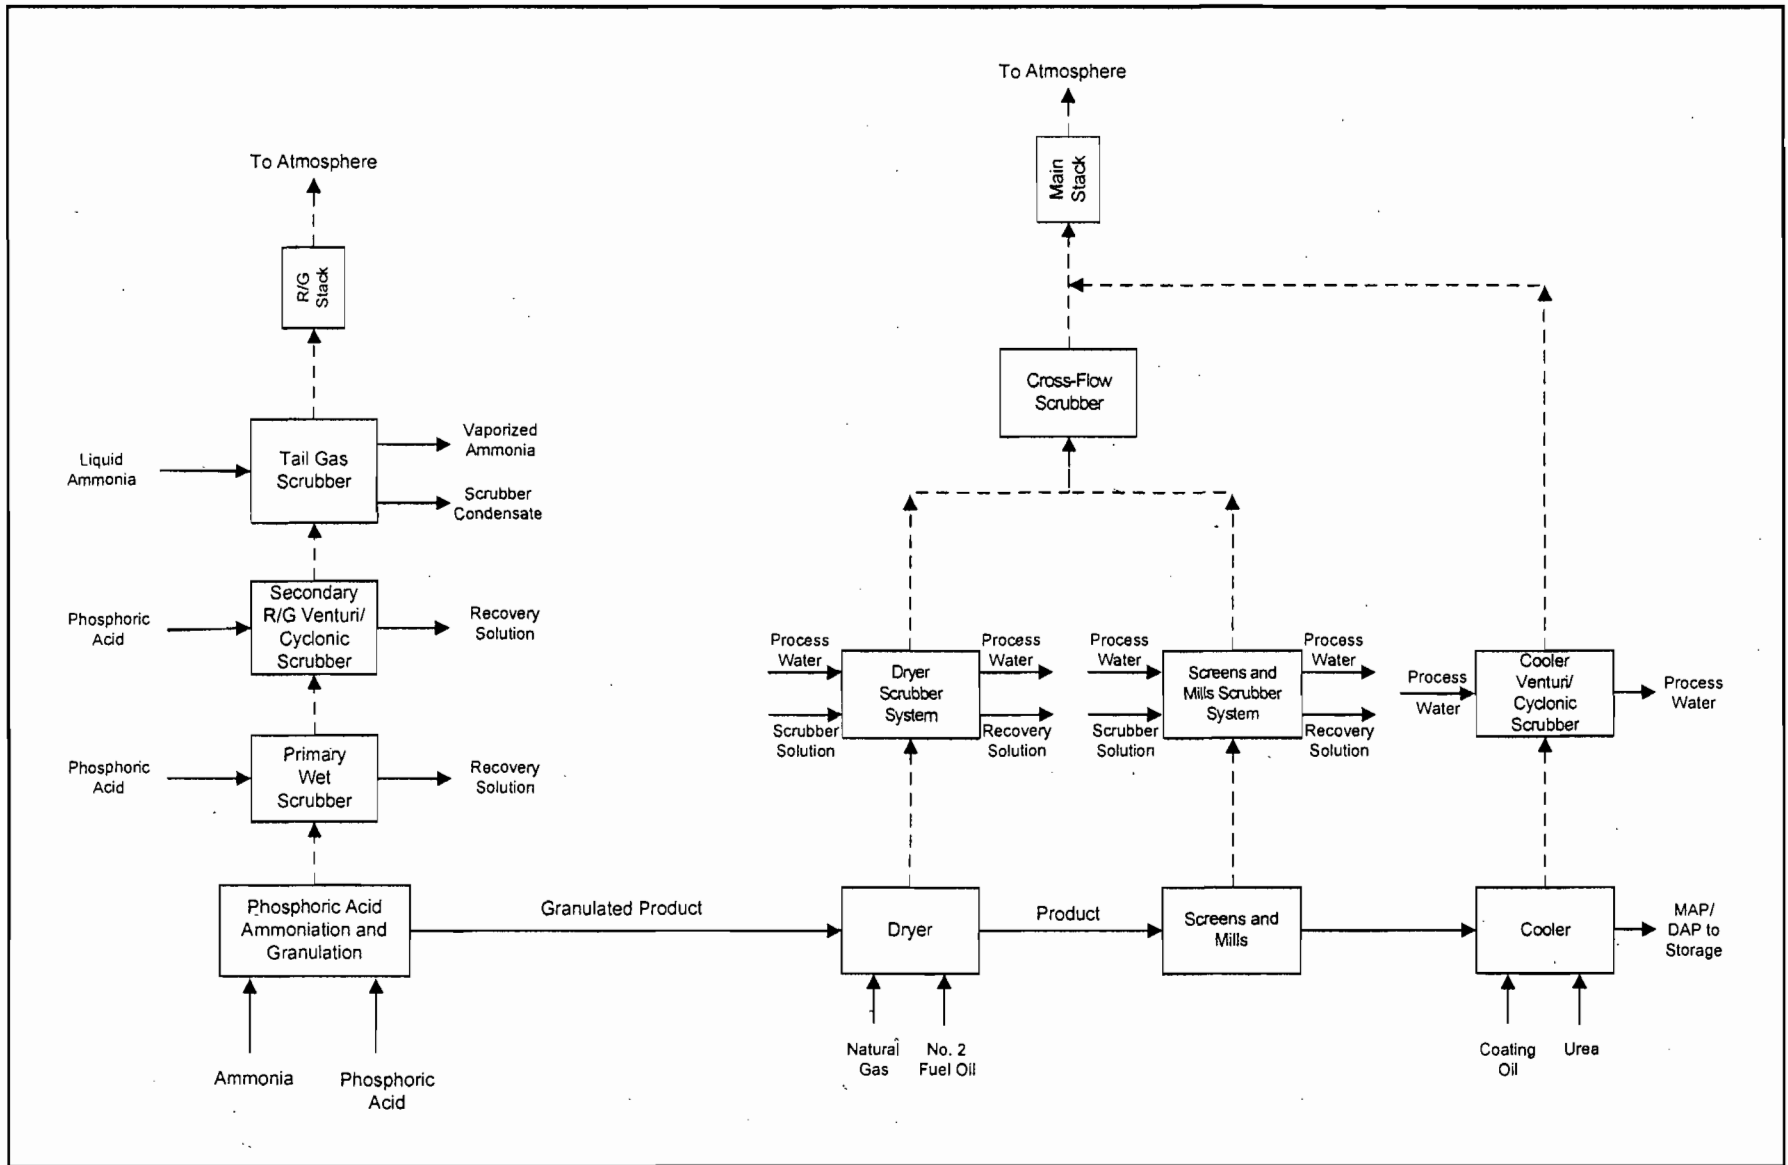 To Atmosphere
Main
Stack
To Atmosphere
R/G
Stack
Cross-Flow
Scrubber
Liquid
Ammonia
Tail Gas
Scrubber
Vaporized
Ammonia
Scrubber
Condensate
Phosphoric
Acid
Secondary
R/G Venturi/
Cyclonic
Scrubber
Recovery
Solution
Process
Water
Scrubber
Solution
Dryer
Scrubber
System
Process
Water
Recovery
Solution
Process
Water
Scrubber
Solution
Screens and
Mills Scrubber
System
Process
Water
Recovery
Solution
Process
Water
Cooler
Venturi/
Cyclonic
Scrubber
Process
Water
Phosphoric
Acid
Primary
Wet
Scrubber
Recovery
Solution
Phosphoric Acid
Ammoniation and
Granulation
Granulated Product
Dryer
Product
Screens and
Mills
Cooler
MAP/
DAP to
Storage
Ammonia
Phosphoric
Acid
Natural
Gas
No. 2
Fuel Oil
Coating
Oil
Urea